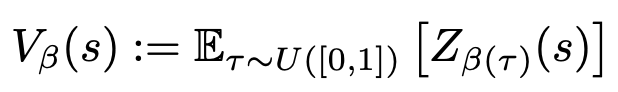 V_β(s) := 𝔼_{τ∼U([0,1])} [Z_{β(τ)}(s)]